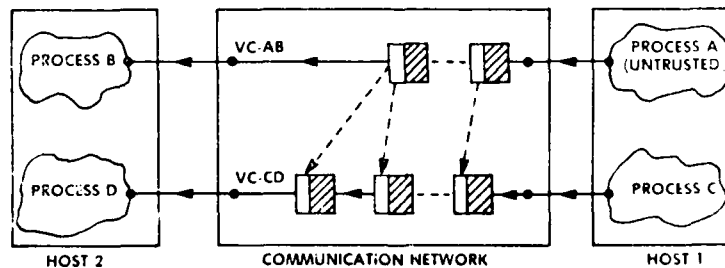 PROCESS B
VC-AB
PROCESS A
(UNTRUSTED)
PROCESS D
VC-CD
PROCESS C
HOST 2
COMMUNICATION NETWORK
HOST 1